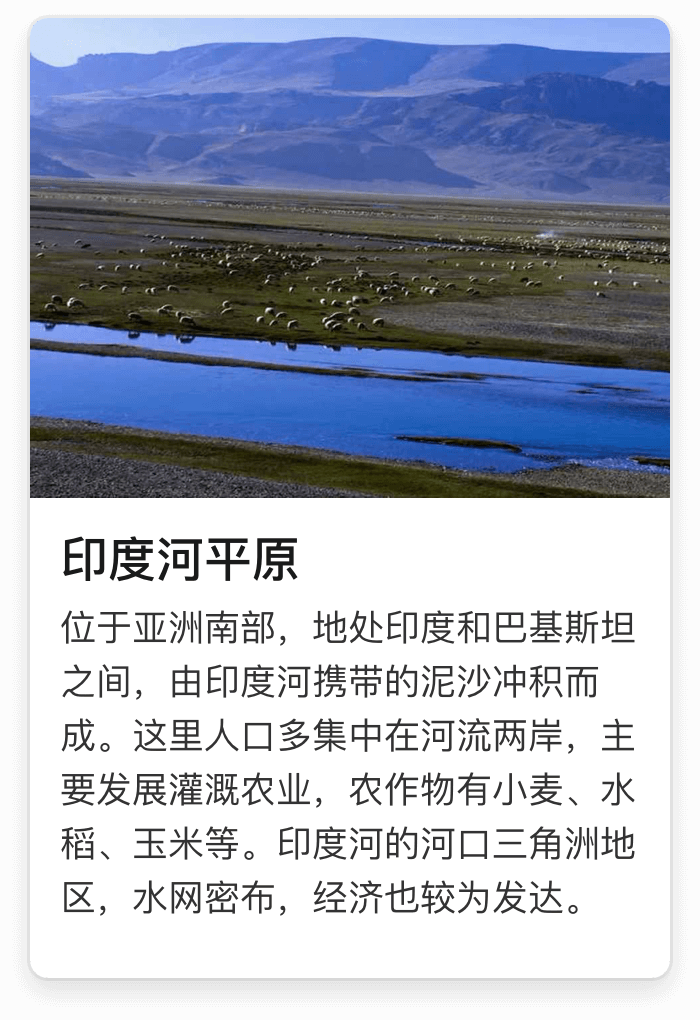 印度河平原
位于亚洲南部，地处印度和巴基斯坦
之间，由印度河携带的泥沙冲积而
成。这里人口多集中在河流两岸，主
要发展灌溉农业，农作物有小麦、水
稻、玉米等。印度河的河口三角洲地
区，水网密布，经济也较为发达。